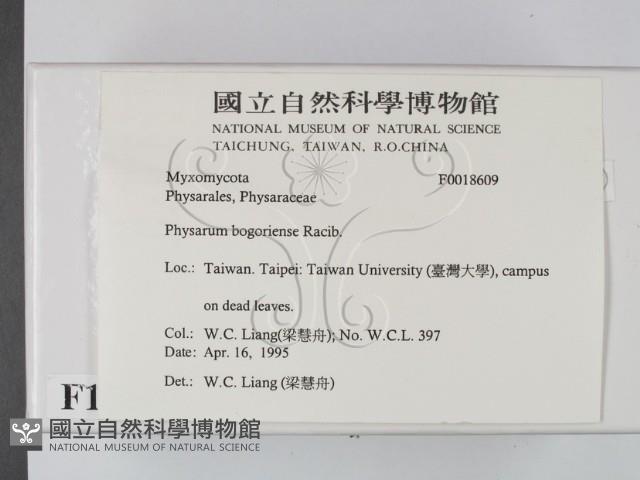 國立自然科學博物館
NATIONAL MUSEUM OF NATURAL SCIENCE
TAICHUNG, TAIWAN, R.O.CHINA
Myxomycota F0018609
Physarales, Physaraceae
Physarum bogoriense Racib.
Loc.: Taiwan. Taipei: Taiwan University (臺灣大學), campus
on dead leaves.
Col.: W.C. Liang(梁慧舟); No. W.C.L. 397
Date: Apr. 16, 1995
Det.: W.C. Liang (梁慧舟)
F1
國立自然科學博物館
NATIONAL MUSEUM OF NATURAL SCIENCE